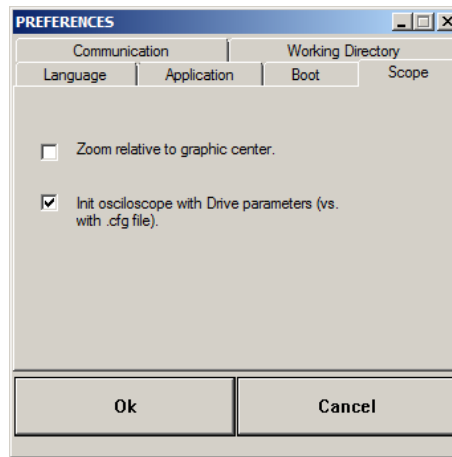 PREFERENCES
Communication
Working Directory
Language
Application
Boot
Scope
Zoom relative to graphic center.
Init osciloscope with Drive parameters (vs.
with .cfg file).
Ok
Cancel